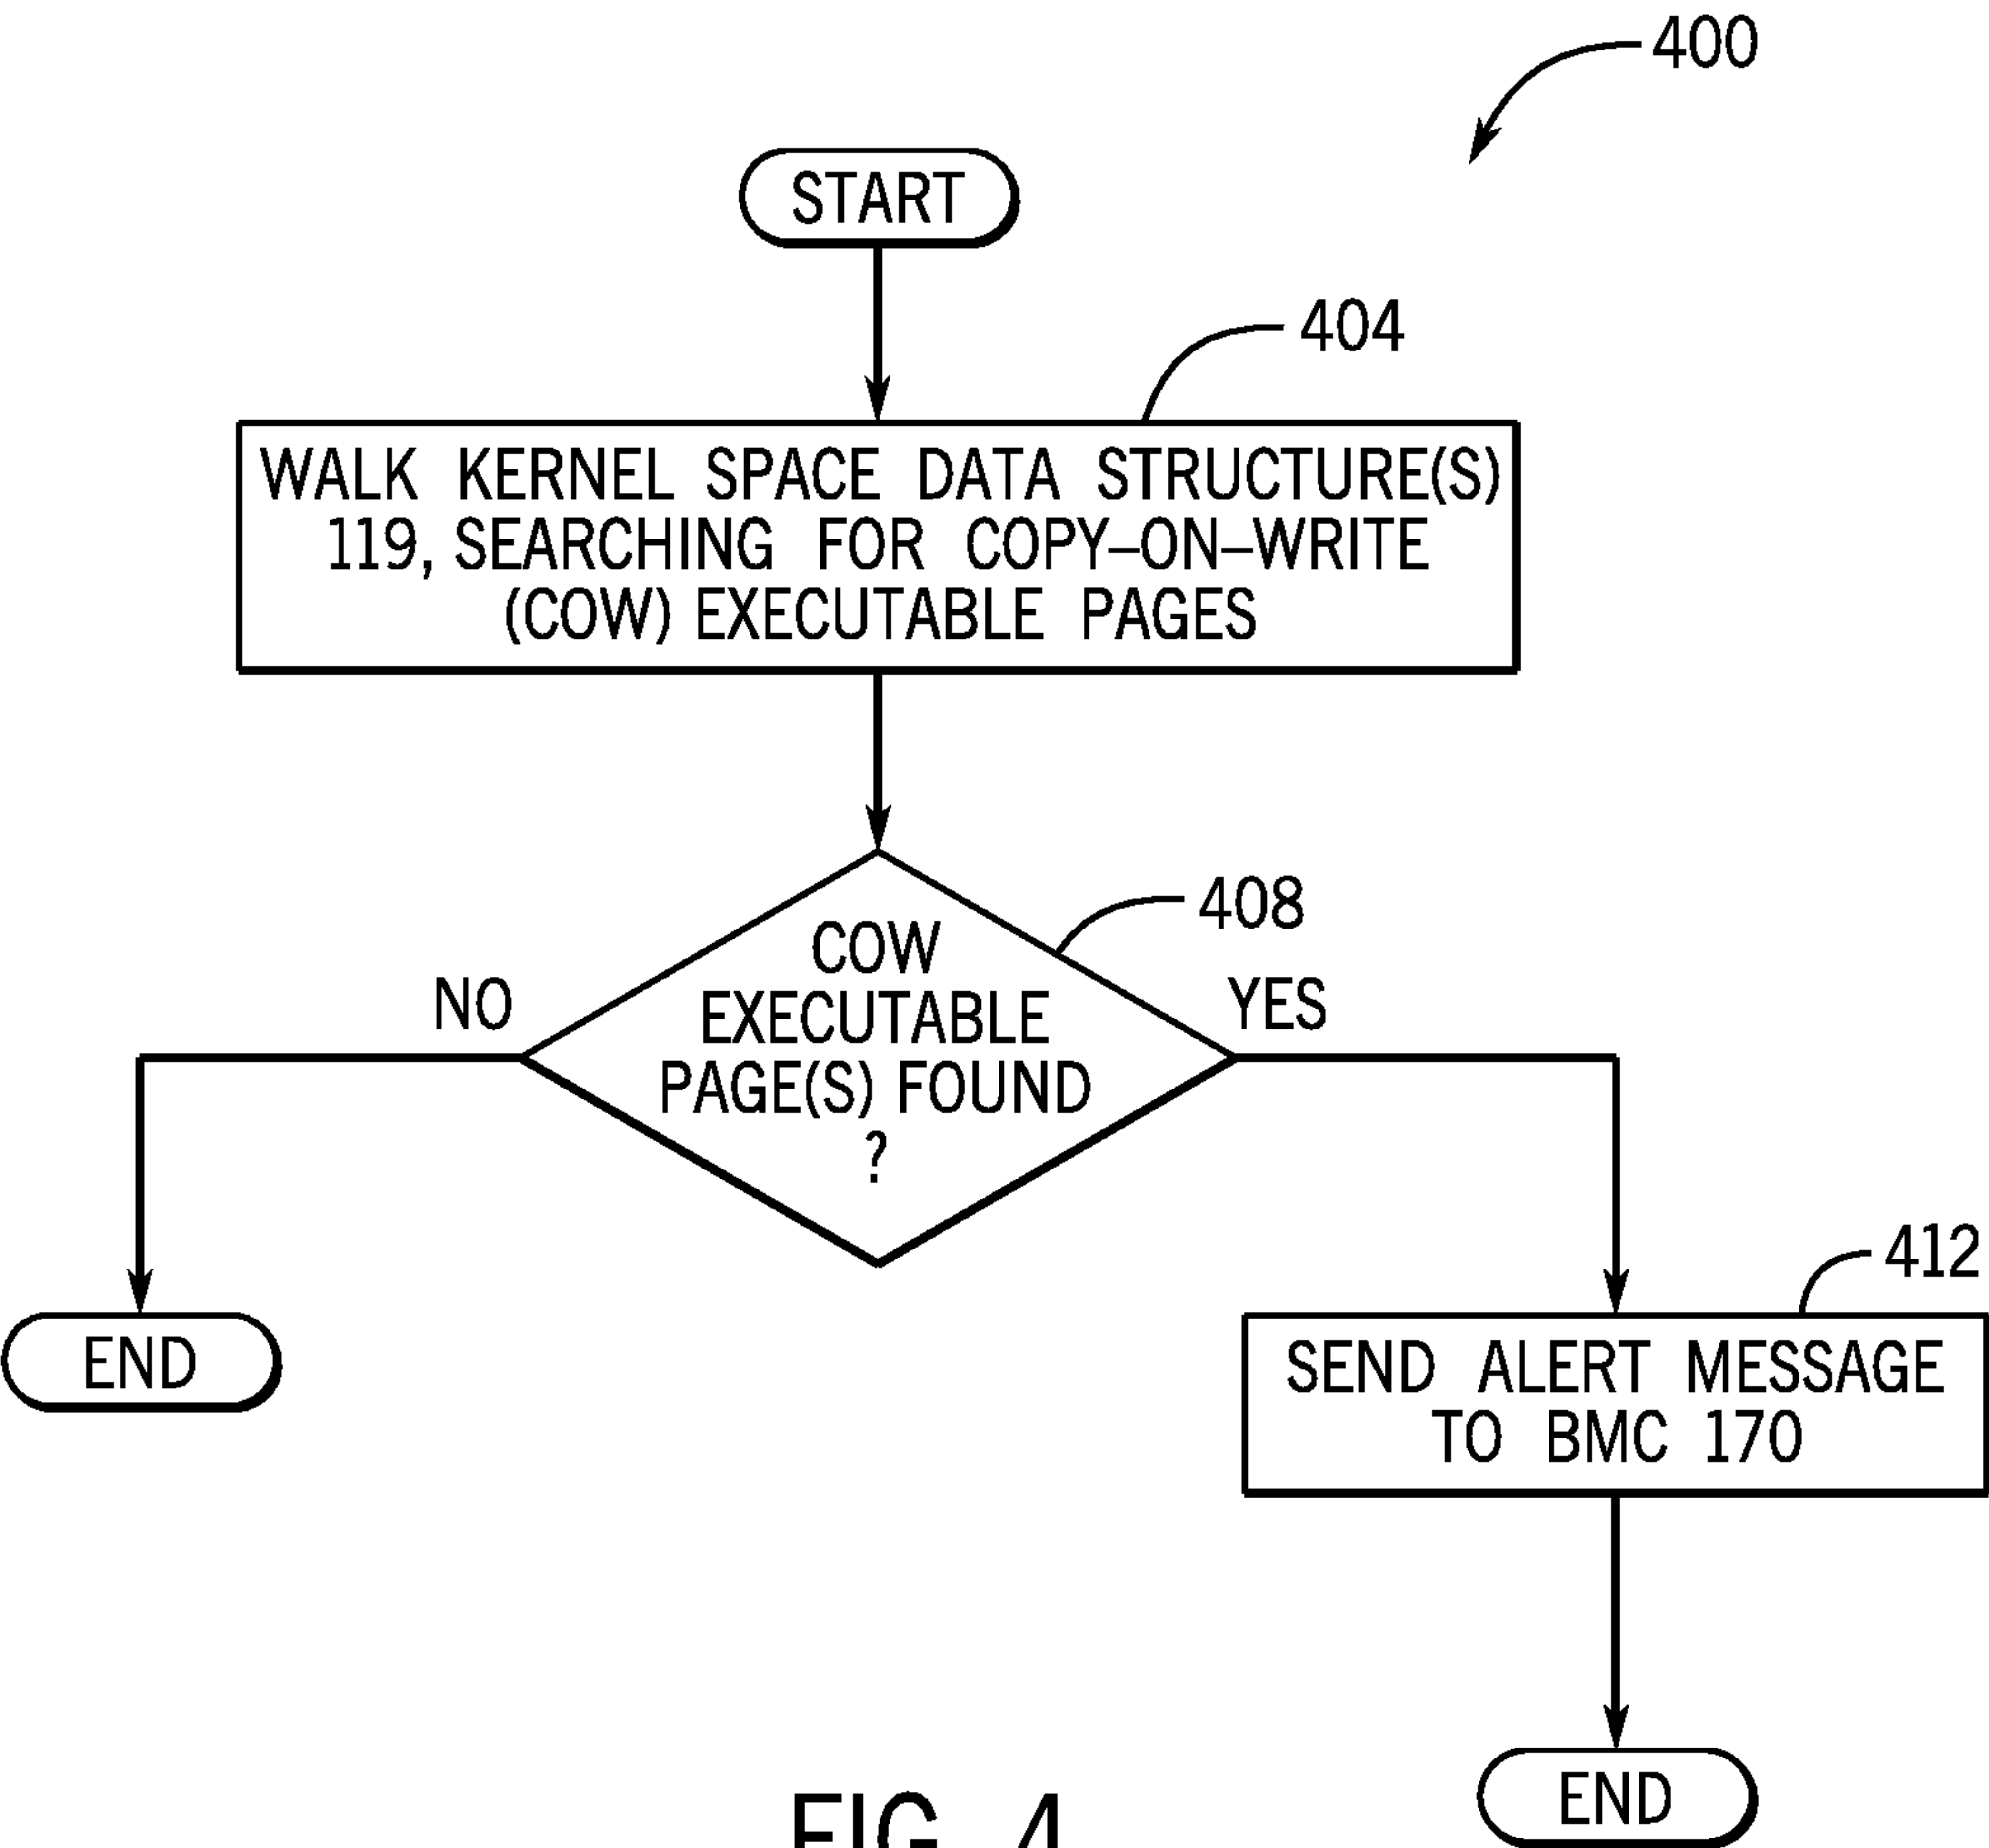 400
START
404
WALK KERNEL SPACE DATA STRUCTURE(S)
119, SEARCHING FOR COPY–ON–WRITE
(COW) EXECUTABLE PAGES
408
COW
EXECUTABLE
PAGE(S) FOUND
?
NO
YES
412
END
SEND ALERT MESSAGE
TO BMC 170
END
FIG. 4